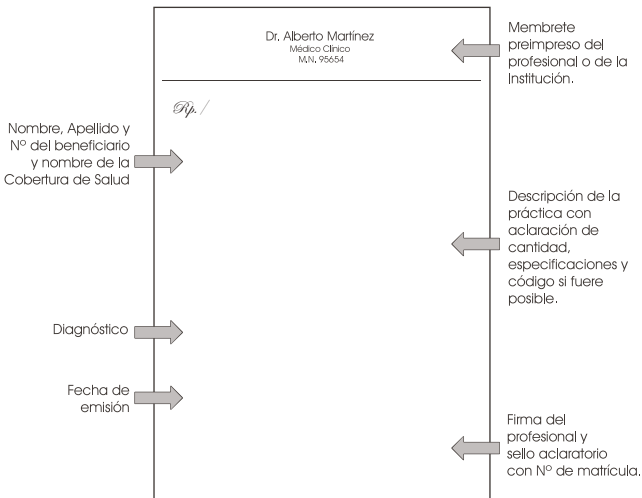 Dr. Alberto Martínez
Médico Clínico
M.N. 95654
Membrete
preimpreso del
profesional o de la
Institución.
Rp. /
Nombre, Apellido y
Nº del beneficiario
y nombre de la
Cobertura de Salud
Descripción de la
práctica con
aclaración de
cantidad,
especificaciones y
código si fuere
posible.
Diagnóstico
Fecha de
emisión
Firma del
profesional y
sello aclaratorio
con Nº de matrícula.